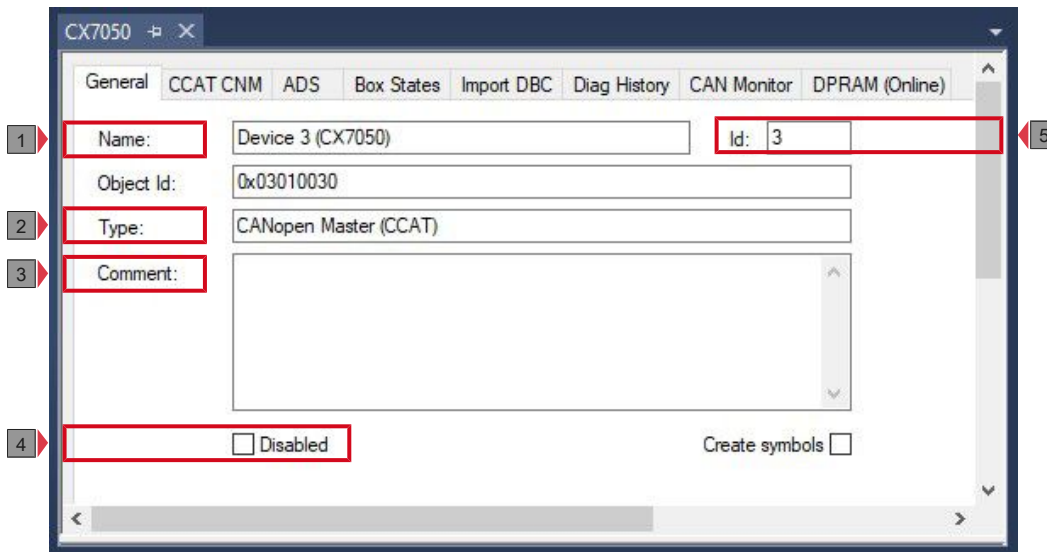 CX7050
General CCAT CNM ADS Box States Import DBC Diag History CAN Monitor DPRAM (Online)
1 Name: Device 3 (CX7050) Id: 3 5
Object Id: 0x03010030
2 Type: CANopen Master (CCAT)
3 Comment:
4 Disabled Create symbols